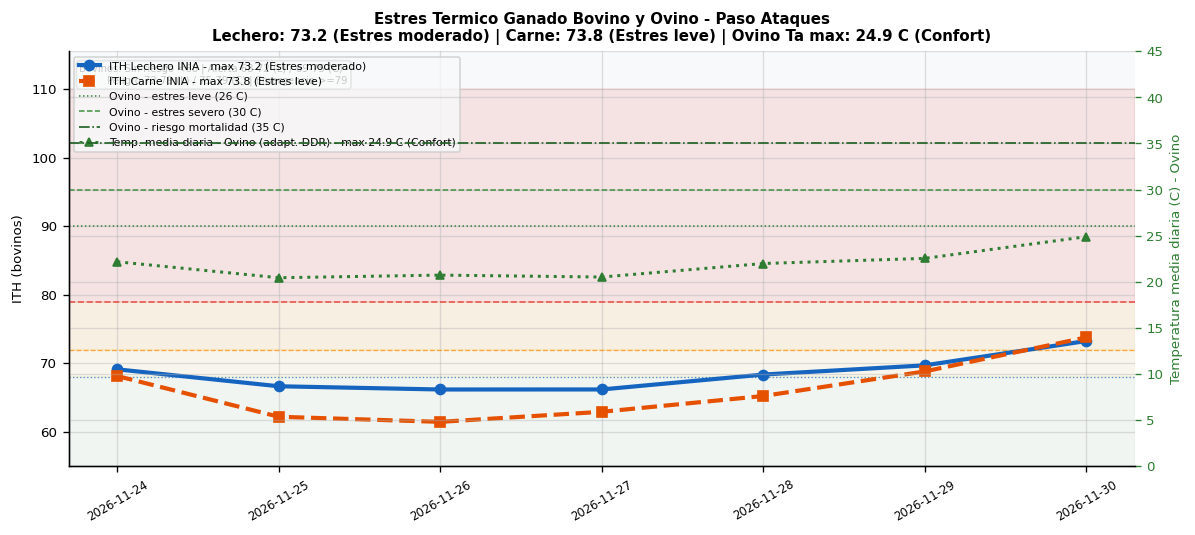 Estres Termico Ganado Bovino y Ovino - Paso Ataques
Lechero: 73.2 (Estres moderado) | Carne: 73.8 (Estres leve) | Ovino Ta max: 24.9 C (Confort)
ITH Lechero INIA - max 73.2 (Estres moderado)
ITH Carne INIA - max 73.8 (Estres leve)
>=79
Ovino - estres leve (26 C)
Ovino - estres severo (30 C)
Ovino - riesgo mortalidad (35 C)
Temp. media diaria - Ovino (adapt. DDR) - max 24.9 C (Confort)
ITH (bovinos)
110
100
90
80
70
60
45
40
35
30
25
20
15
10
5
0
Temperatura media diaria (C) - Ovino
2026-11-24
2026-11-25
2026-11-26
2026-11-27
2026-11-28
2026-11-29
2026-11-30